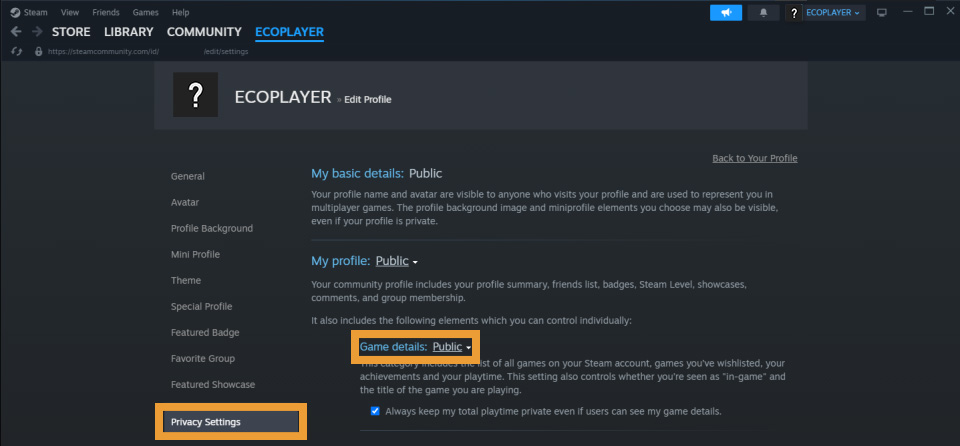 Steam View Friends Games Help
? ECOPLAYER
STORE LIBRARY COMMUNITY ECOPLAYER
https://steamcommunity.com/id/ /edit/settings
? ECOPLAYER » Edit Profile
Back to Your Profile
General
Avatar
Profile Background
Mini Profile
Theme
Special Profile
Featured Badge
Favorite Group
Featured Showcase
Privacy Settings
My basic details: Public
Your profile name and avatar are visible to anyone who visits your profile and are used to represent you in
multiplayer games. The profile background image and miniprofile elements you choose may also be visible,
even if your profile is private.
My profile: Public
Your community profile includes your profile summary, friends list, badges, Steam Level, showcases,
comments, and group membership.
It also includes the following elements which you can control individually:
Game details: Public
This category includes the list of all games on your Steam account, games you've wishlisted, your
achievements and your playtime. This setting also controls whether you're seen as "in-game" and
the title of the game you are playing.
Always keep my total playtime private even if users can see my game details.